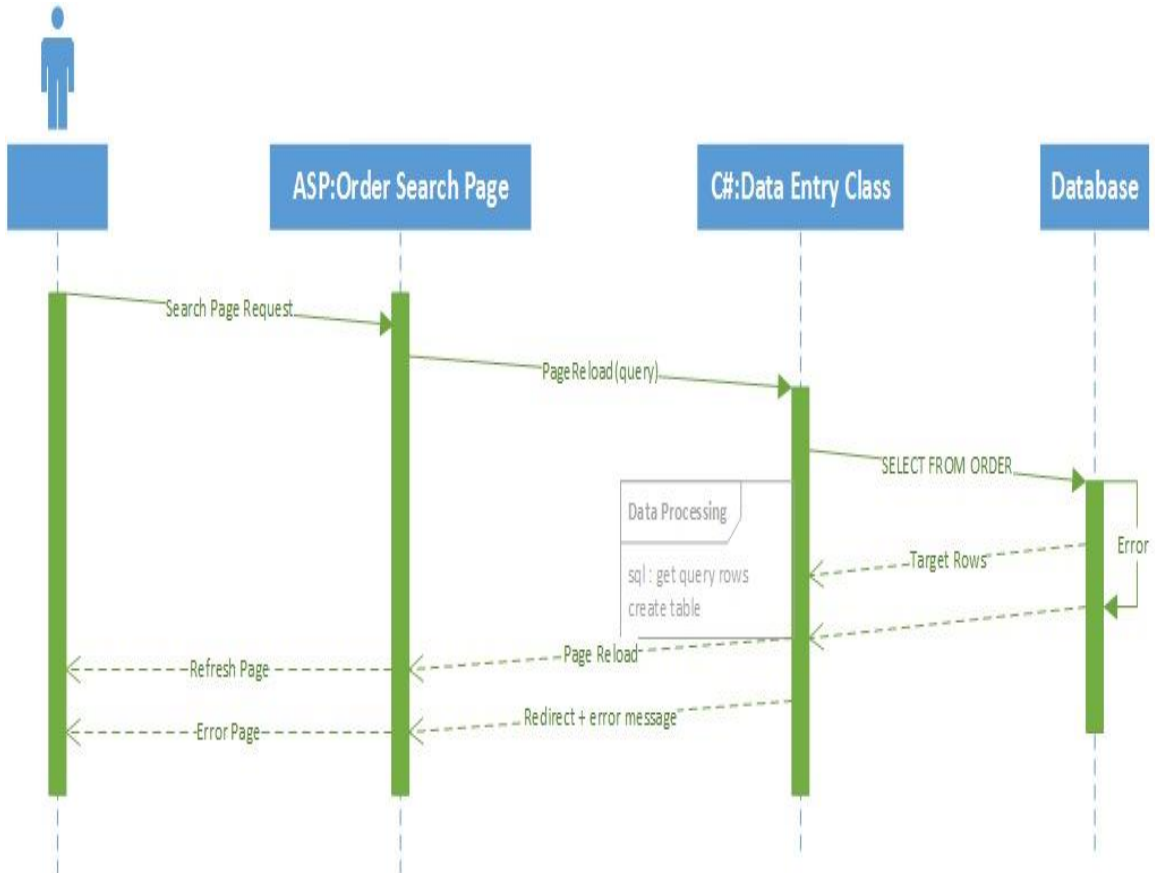 ASP:Order Search Page
C#:Data Entry Class
Database
Search Page Request
PageReload(query)
SELECT FROM ORDER
Data Processing
sql : get query rows
create table
Target Rows
Error
Page Reload
Refresh Page
Redirect + error message
Error Page